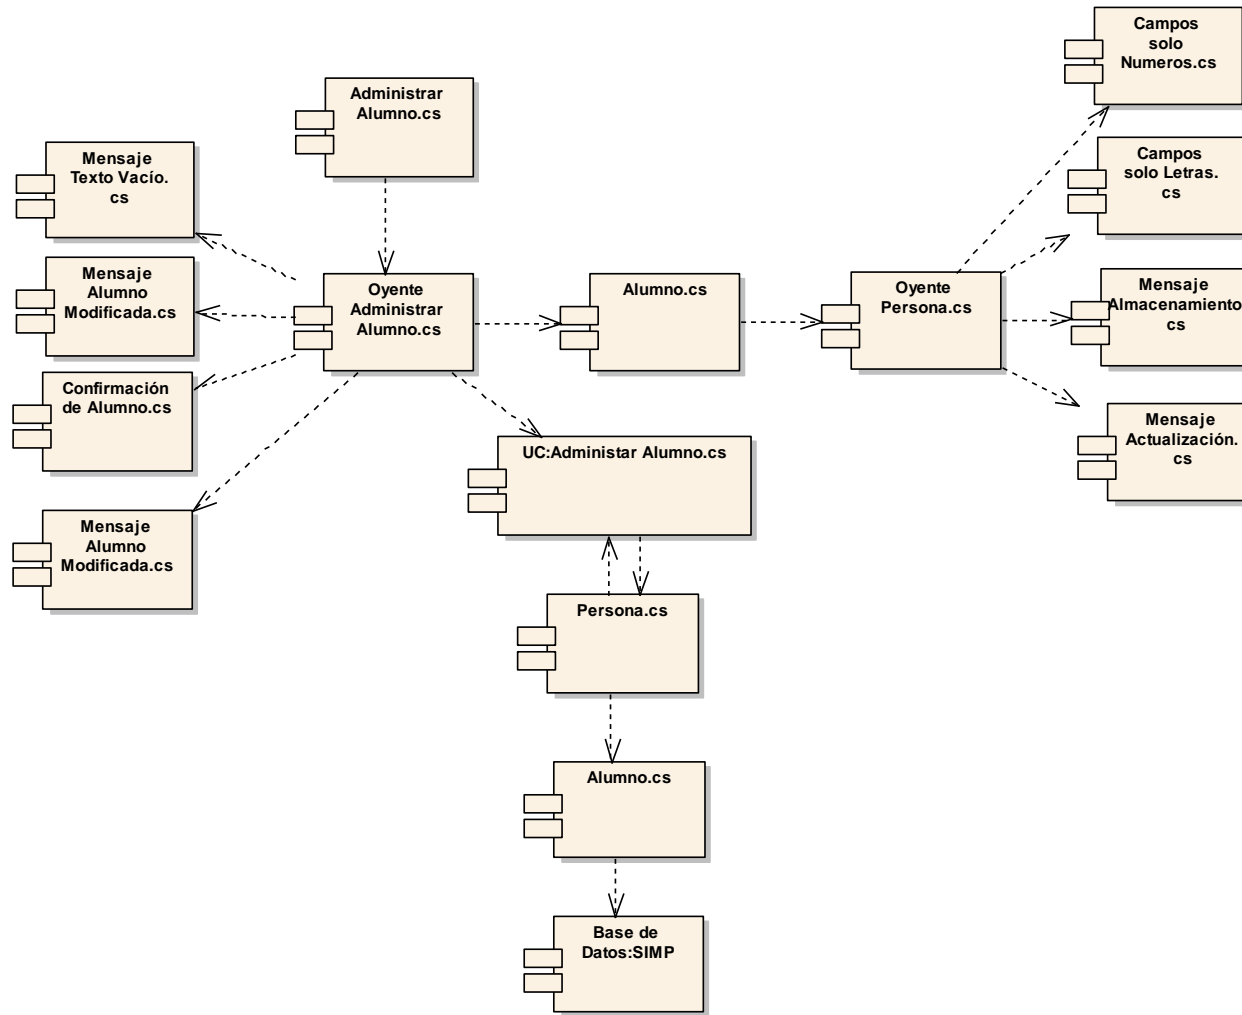 Campos
solo
Numeros.cs
Administrar
Alumno.cs
Mensaje
Texto Vacío.
cs
Campos
solo Letras.
cs
Mensaje
Alumno
Modificada.cs
Oyente
Administrar
Alumno.cs
Alumno.cs
Oyente
Persona.cs
Mensaje
Almacenamiento
cs
Confirmación
de Alumno.cs
Mensaje
Actualización.
cs
UC:Administar Alumno.cs
Mensaje
Alumno
Modificada.cs
Persona.cs
Alumno.cs
Base de
Datos:SIMP